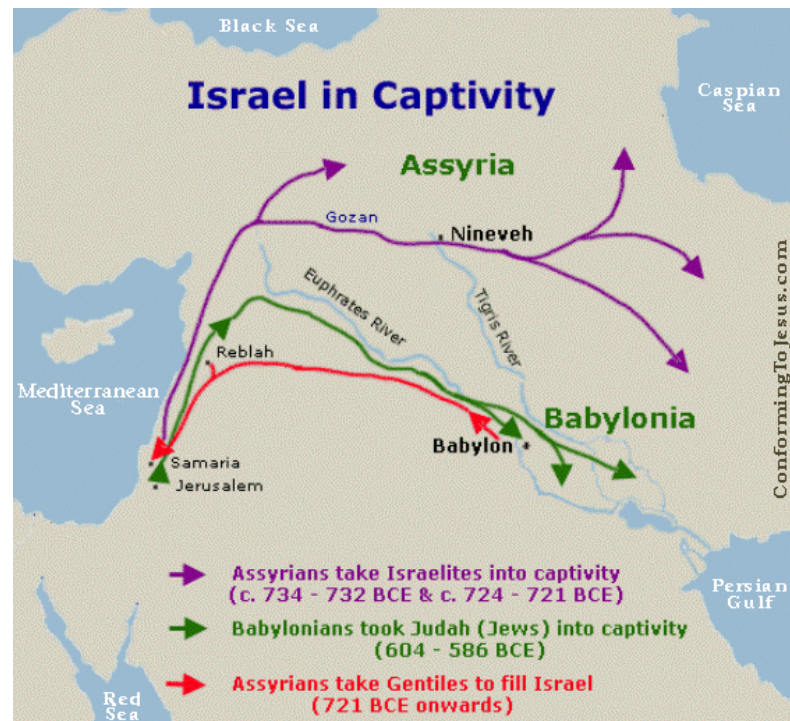 Black Sea
Israel in Captivity
Caspian
Sea
Assyria
Gozan
Nineveh
Euphrates River
Tigris River
Reblah
Mediterranean
Sea
Babylonia
Babylon
Samaria
Jerusalem
ConformingToJesus.com
Assyrians take Israelites into captivity
(c. 734 - 732 BCE & c. 724 - 721 BCE)
Persian
Gulf
Babylonians took Judah (Jews) into captivity
(604 - 586 BCE)
Assyrians take Gentiles to fill Israel
(721 BCE onwards)
Red
Sea